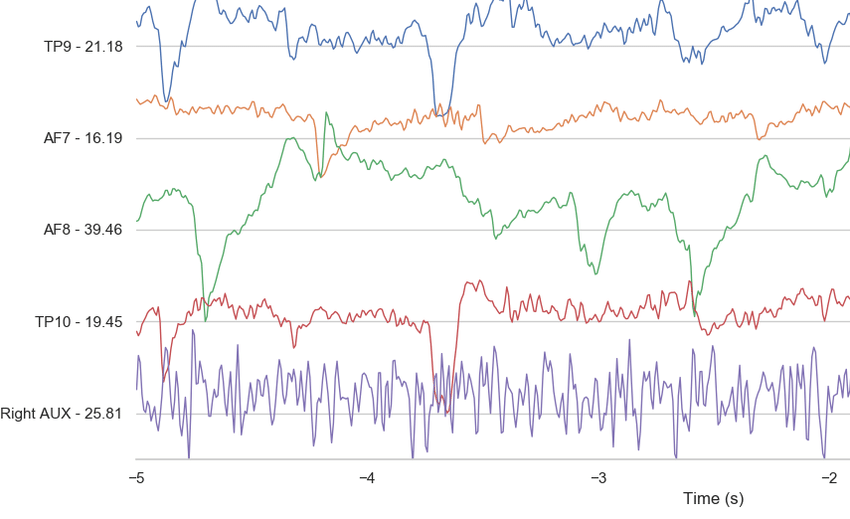 TP9 - 21.18
AF7 - 16.19
AF8 - 39.46
TP10 - 19.45
Right AUX - 25.81
−5 −4 −3 −2
Time (s)